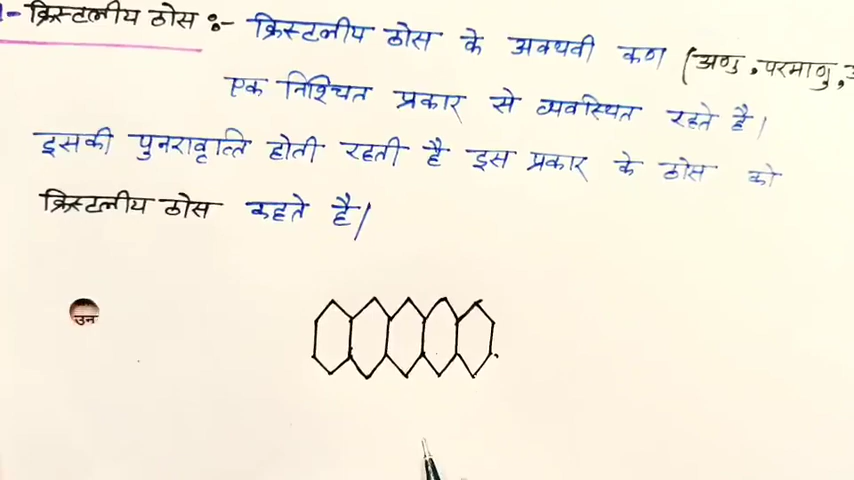 1- क्रिस्टलीय ठोस :- क्रिस्टलीय ठोस के अवयवी कण (अणु, परमाणु,
एक निश्चित प्रकार से व्यवस्थित रहते है।
इसकी पुनरावृत्ति होती रहती है इस प्रकार के ठोस को
क्रिस्टलीय ठोस कहते है।
उन